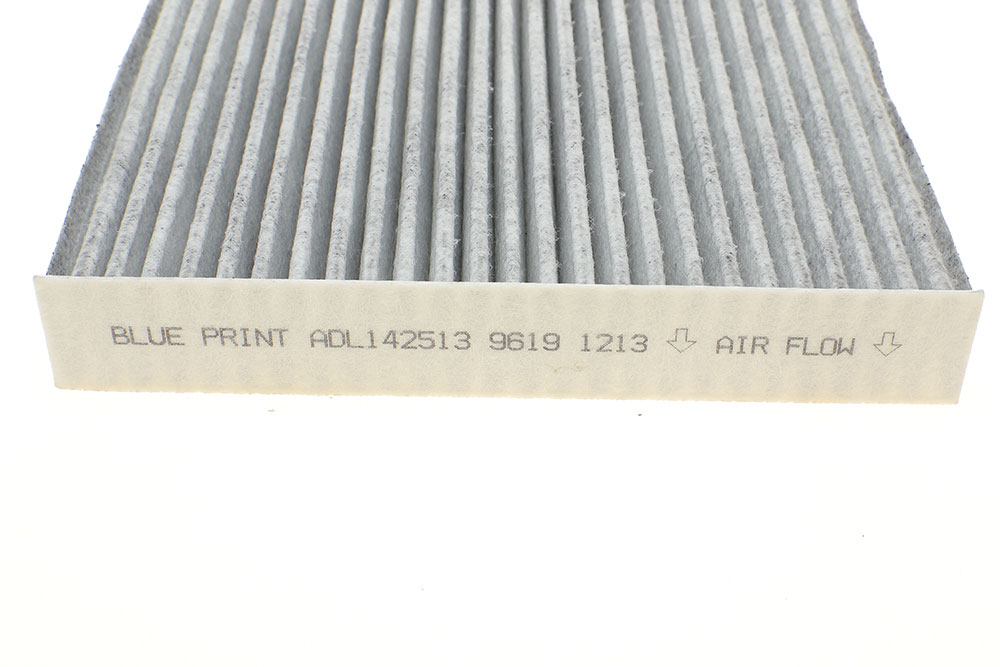 BLUE PRINT ADL142513 9619 1213 ⇩ AIR FLOW ⇩